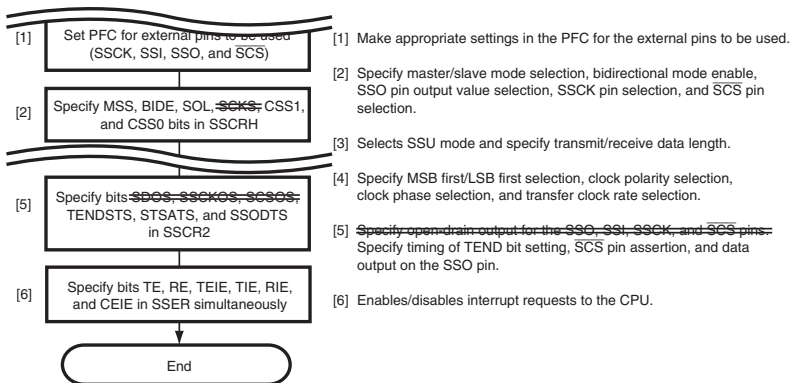 [1]
Set PFC for external pins to be used
(SSCK, SSI, SSO, and SCS)
[2]
Specify MSS, BIDE, SOL, SCKS, CSS1,
and CSS0 bits in SSCRH
[5]
Specify bits SDOS, SSCKOS, SCSOS,
TENDSTS, STSATS, and SSODTS
in SSCR2
[6]
Specify bits TE, RE, TEIE, TIE, RIE,
and CEIE in SSER simultaneously
End
[1] Make appropriate settings in the PFC for the external pins to be used.
[2] Specify master/slave mode selection, bidirectional mode enable,
SSO pin output value selection, SSCK pin selection, and SCS pin
selection.
[3] Selects SSU mode and specify transmit/receive data length.
[4] Specify MSB first/LSB first selection, clock polarity selection,
clock phase selection, and transfer clock rate selection.
[5] Specify open-drain output for the SSO, SSI, SSCK, and SCS pins.
Specify timing of TEND bit setting, SCS pin assertion, and data
output on the SSO pin.
[6] Enables/disables interrupt requests to the CPU.